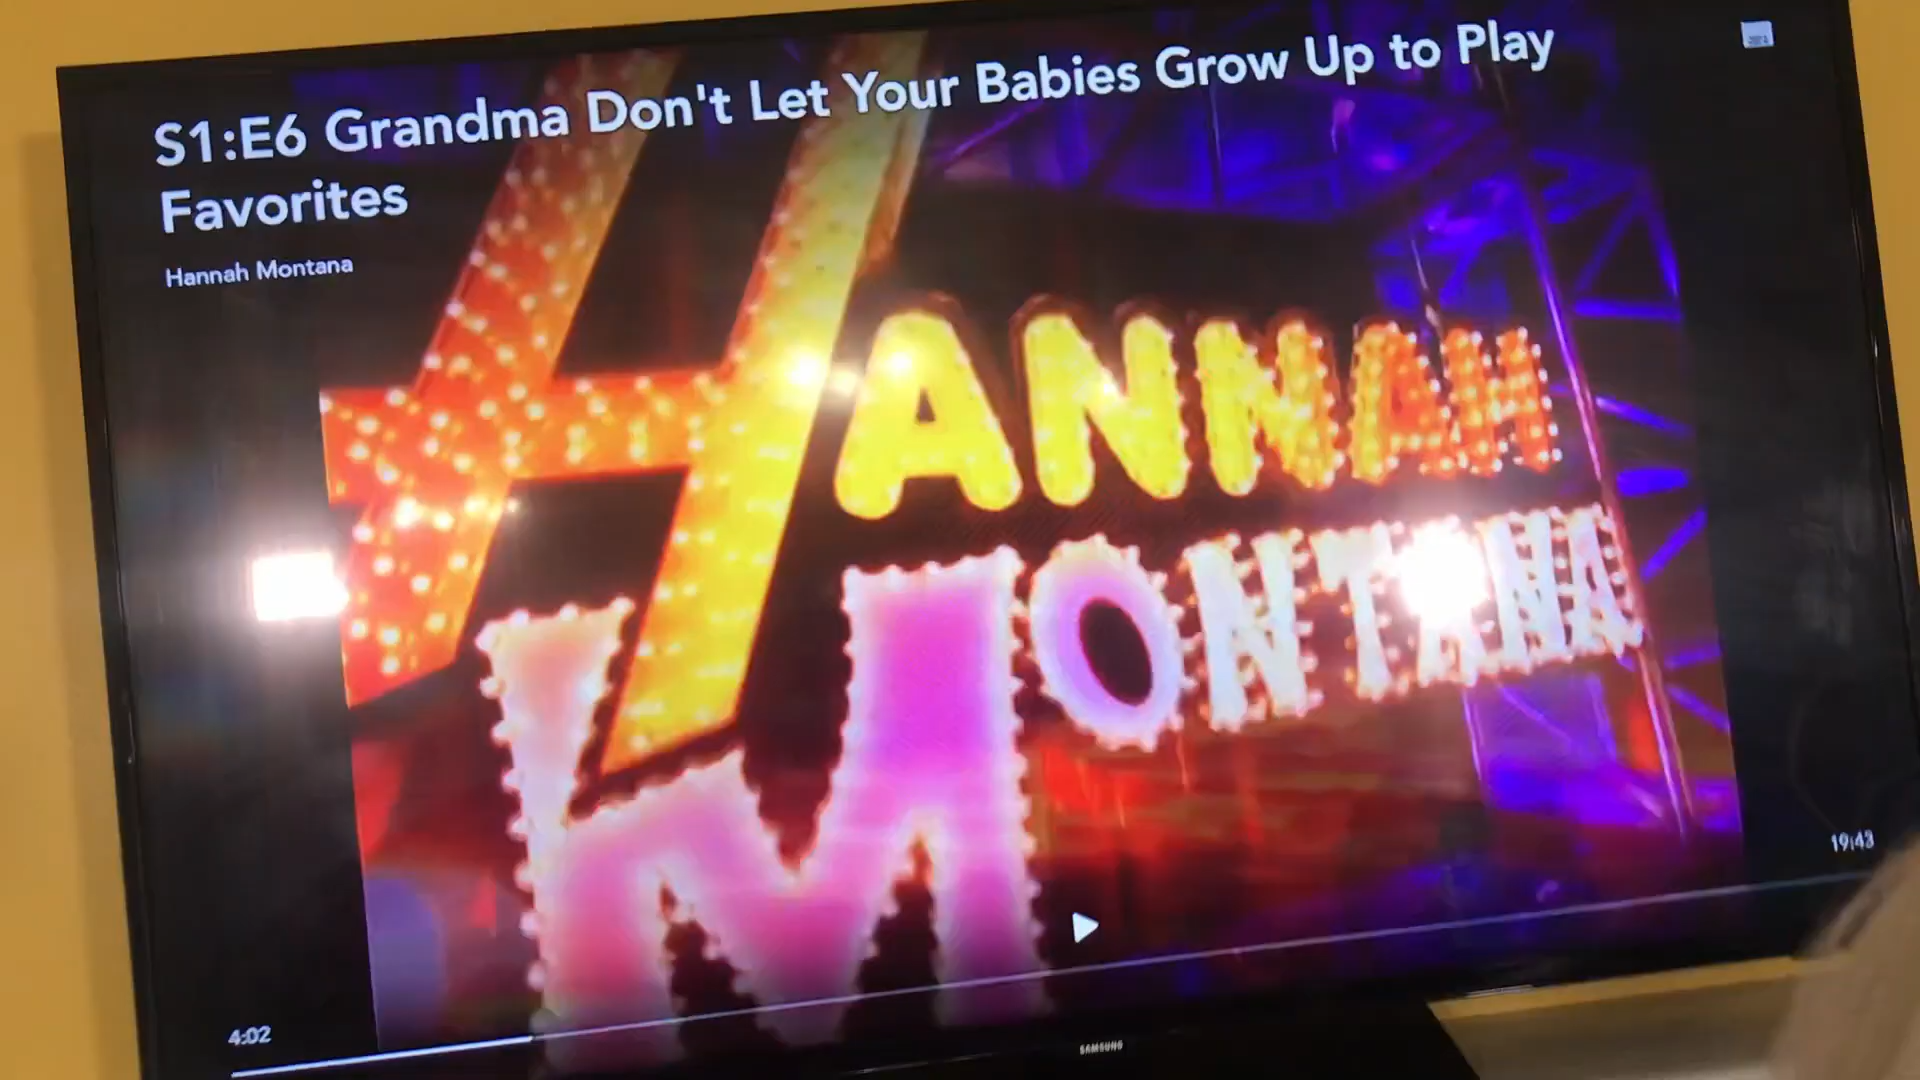 S1:E6 Grandma Don't Let Your Babies Grow Up to Play
Favorites
Hannah Montana
HANNAH
MONTANA
19:43
4:02
SAMSUNG